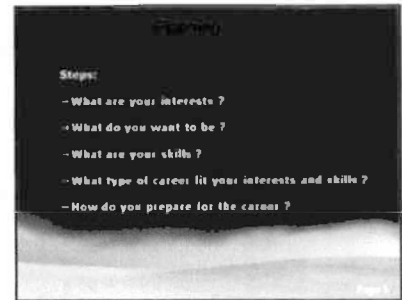 Steps:
– What are your interests ?
– What do you want to be ?
– What are your skills ?
– What type of career fit your interests and skills ?
– How do you prepare for the career ?